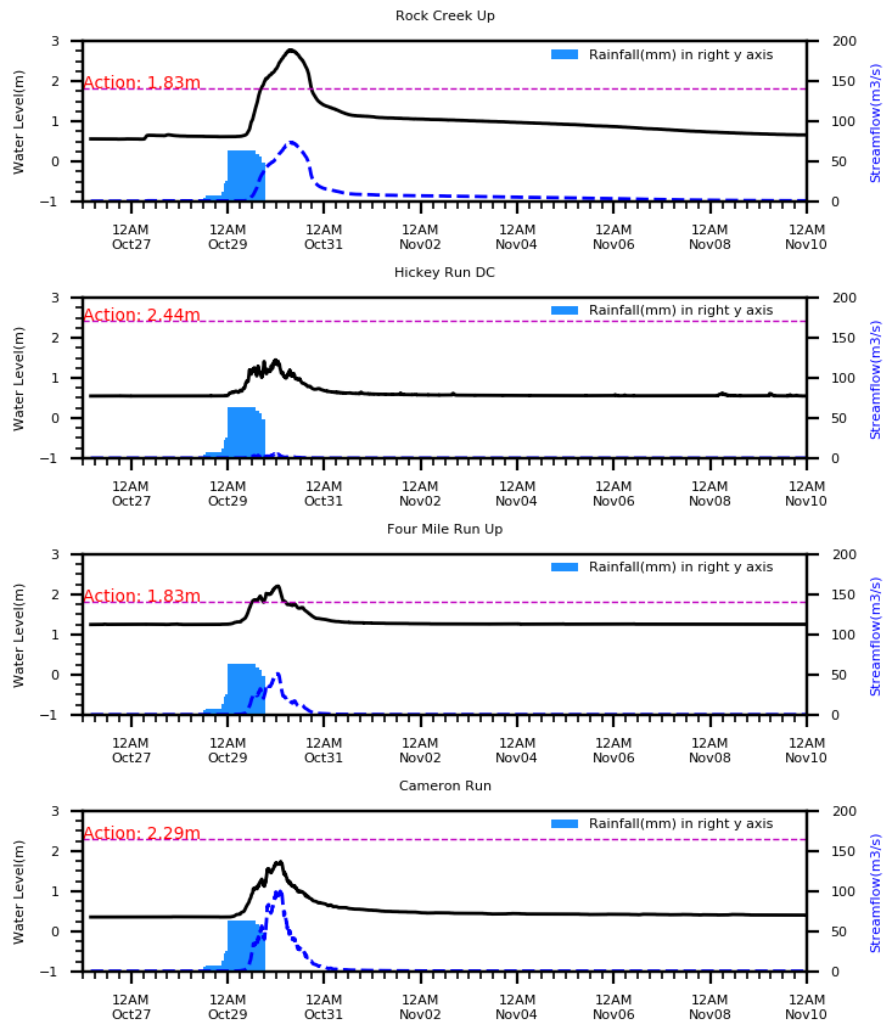 Rock Creek Up
3
2
1
0
−1
Water Level(m)
Action: 1.83m
Rainfall(mm) in right y axis
200
150
100
50
0
Streamflow(m3/s)
12AM 12AM 12AM 12AM 12AM 12AM 12AM 12AM
Oct27 Oct29 Oct31 Nov02 Nov04 Nov06 Nov08 Nov10
Hickey Run DC
3
2
1
0
−1
Water Level(m)
Action: 2.44m
Rainfall(mm) in right y axis
200
150
100
50
0
Streamflow(m3/s)
12AM 12AM 12AM 12AM 12AM 12AM 12AM 12AM
Oct27 Oct29 Oct31 Nov02 Nov04 Nov06 Nov08 Nov10
Four Mile Run Up
3
2
1
0
−1
Water Level(m)
Action: 1.83m
Rainfall(mm) in right y axis
200
150
100
50
0
Streamflow(m3/s)
12AM 12AM 12AM 12AM 12AM 12AM 12AM 12AM
Oct27 Oct29 Oct31 Nov02 Nov04 Nov06 Nov08 Nov10
Cameron Run
3
2
1
0
−1
Water Level(m)
Action: 2.29m
Rainfall(mm) in right y axis
200
150
100
50
0
Streamflow(m3/s)
12AM 12AM 12AM 12AM 12AM 12AM 12AM 12AM
Oct27 Oct29 Oct31 Nov02 Nov04 Nov06 Nov08 Nov10